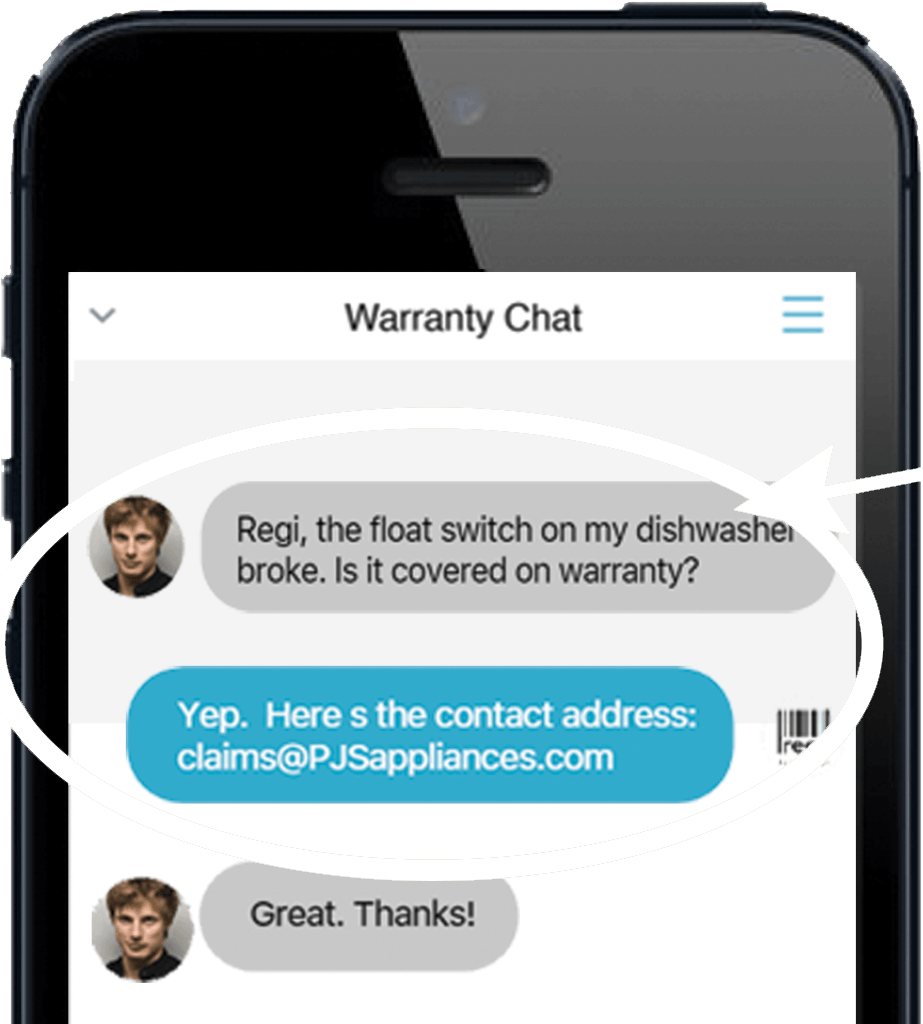 Warranty Chat
Regi, the float switch on my dishwasher
broke. Is it covered on warranty?
Yep. Here s the contact address:
claims@PJSappliances.com
Great. Thanks!